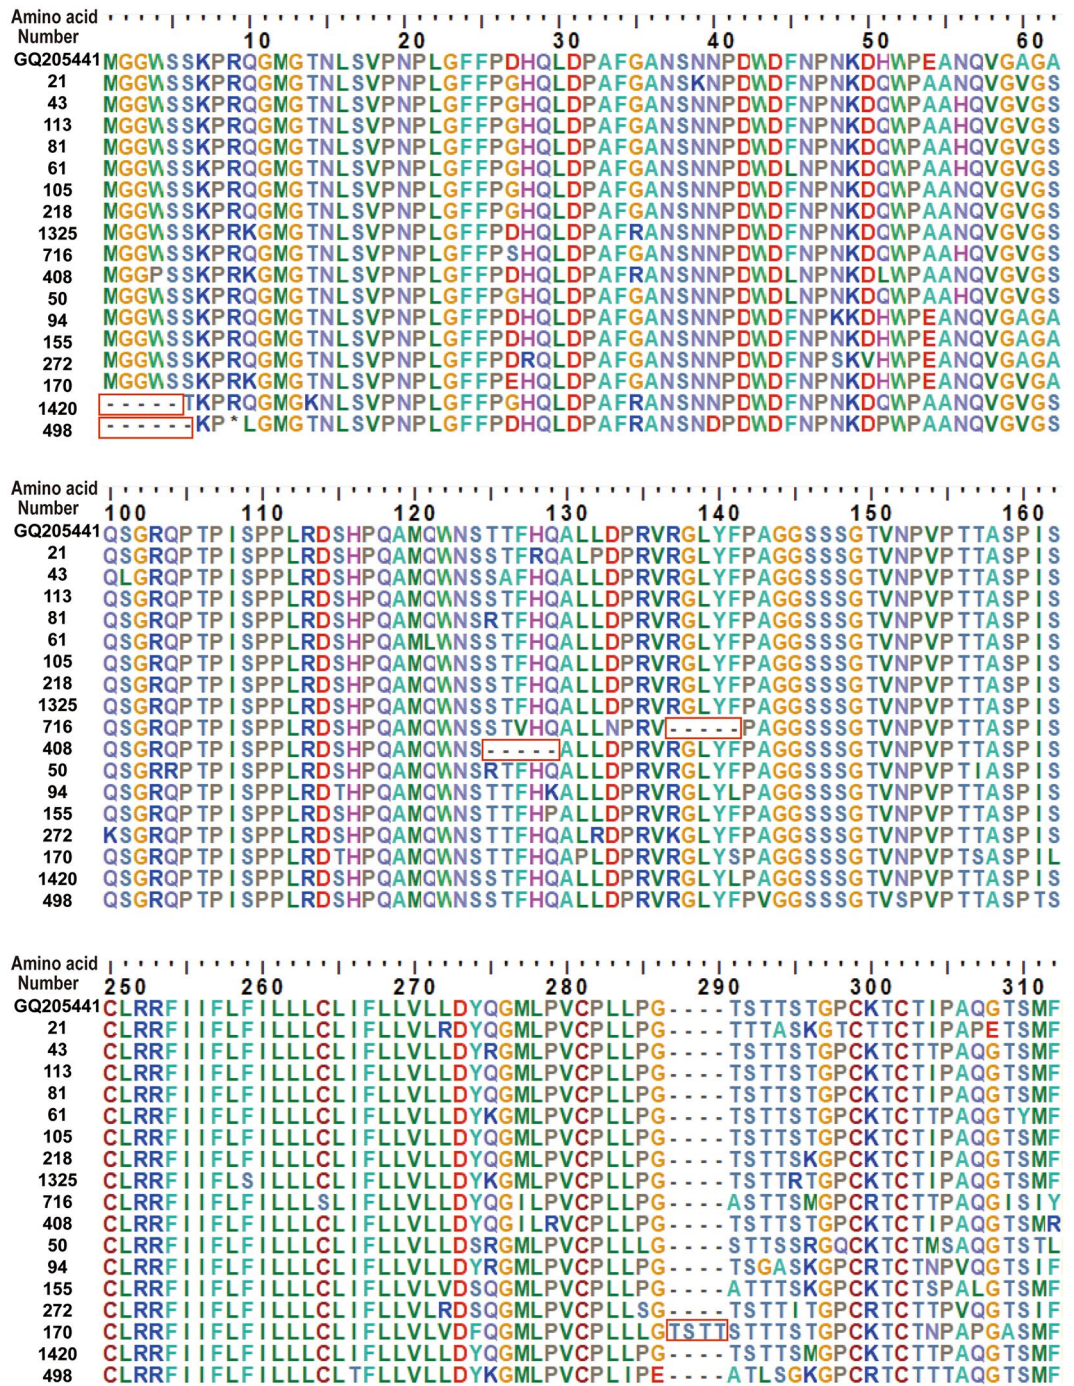 Amino acid
Number 10 20 30 40 50 60
GQ205441 MGGWSSKPRQGMGTNLSVPNPLGFFPDHQLDPAFGANSNNPDWDFNPNKDHWPEANQVGAGA
21 MGGWSSKPRQGMGTNLSVPNPLGFFPGHQLDPAFGANSKNPDWDFNPNKDQWPAANQVGVGS
43 MGGWSSKPRQGMGTNLSVPNPLGFFPGHQLDPAFGANSNNPDWDFNPNKDQWPAAHQVGVGS
113 MGGWSSKPRQGMGTNLSVPNPLGFFPGHQLDPAFGANSNNPDWDFNPNKDQWPAAHQVGVGS
81 MGGWSSKPRQGMGTNLSVPNPLGFFPGHQLDPAFGANSNNPDWDFNPNKDQWPAANQVGVGS
61 MGGWSSKPRQGMGTNLSVPNPLGFFPGHQLDPAFGANSNNPDWDLNPNKDQWPAANQVGVGS
105 MGGWSSKPRQGMGTNLSVPNPLGFFPGHQLDPAFGANSNNPDWDFNPNKDQWPAANQVGVGS
218 MGGWSSKPRQGMGTNLSVPNPLGFFPGHQLDPAFGANSNNPDWDFNPNKDQWPAANQVGVGS
1325 MGGWSSKPRKGMGTNLSVPNPLGFFPDHQLDPAFRANSNNPDWDFNPNKDQWPAANQVGVGS
716 MGGWSSKPRQGMGTNLSVPNPLGFFPSHQLDPAFGANSNNPDWDFNPNKDQWPAAHQVGVGS
408 MGGPSSKPRKGMGTNLSVPNPLGFFPDHQLDPAFRANSNNPDWDLNPNKDLWPAANQVGVGS
50 MGGWSSKPRQGMGTNLSVPNPLGFFPGHQLDPAFGANSNNPDWDLNPNKDQWPAAHQVGVGS
94 MGGWSSKPRQGMGTNLSVPNPLGFFPDHQLDPAFGANSNNPDWDFNPKKDHWPEANQVGAGA
155 MGGWSSKPRQGMGTNLSVPNPLGFFPDHQLDPAFGANSNNPDWDFNPNKDQWPEANQVGAGA
272 MGGWSSKPRQGMGTNLSVPNPLGFFPDRQLDPAFGANSNNPDWDFNPSKVHWPEANQVGAGA
170 MGGWSSKPRKGMGTNLSVPNPLGFFPEHQLDPAFGANSNNPDWDFNPNKDHWPEANQVGVGA
1420 -----TKPRQGMGKNLSVPNPLGFFPGHQLDPAFRANSNNPDWDFNPNKDQWPAANQVGVGS
498 ------KP*LGMGTNLSVPNPLGFFPDHQLDPAFRANSNDPDWDFNPNKDPWPAANQVGVGS
Amino acid
Number 100 110 120 130 140 150 160
GQ205441 QSGRQPTPISPPLRDSHPQAMQWNSTTFHQALLDPRVRGLYFPAGGSSSGTVNPVPTTASPIS
21 QSGRQPTPISPPLRDSHPQAMQWNSTTFRQALPDPRVRGLYFPAGGSSSGTVNPVPTTASPIS
43 QLGRQPTPISPPLRDSHPQAMQWNSSAFHQALLDPRVRGLYFPAGGSSSGTVNPVPTTASPIS
113 QSGRQPTPISPPLRDSHPQAMQWNSSTFHQALLDPRVRGLYFPAGGSSSGTVNPVPTTASPIS
81 QSGRQPTPISPPLRDSHPQAMQWNSRTFHQALLDPRVRGLYFPAGGSSSGTVNPVPTTASPIS
61 QSGRQPTPISPPLRDSHPQAMLWNSSTFHQALLDPRVRGLYFPAGGSSSGTVNPVPTTASPIS
105 QSGRQPTPISPPLRDSHPQAMQWNSSTFHQALLDPRVRGLYFPAGGSSSGTVNPVPTTASPIS
218 QSGRQPTPISPPLRDSHPQAMQWNSSTFHQALLDPRVRGLYFPAGGSSSGTVNPVPTTASPIS
1325 QSGRQPTPISPPLRDSHPQAMQWNSSTFHQALLDPRVRGLYFPAGGSSSGTVNPVPTTASPIS
716 QSGRQPTPISPPLRDSHPQAMQWNSSTVHQALLNPRV-----PAGGSSSGTVNPVPTTASPIS
408 QSGRQPTPISPPLRDSHPQAMQWNS-----ALLDPRVRGLYFPAGGSSSGTVNPVPTTASPIS
50 QSGRRPTPISPPLRDSHPQAMQWNSRTFHQALLDPRVRGLYFPAGGSSSGTVNPVPTIASPIS
94 QSGRQPTPISPPLRDTHPQAMQWNSTTFHKALLDPRVRGLYLPAGGSSSGTVNPVPTTASPIS
155 QSGRQPTPISPPLRDSHPQAMQWNSTTFHPALLDPRVRGLYFPAGGSSSGTVNPVPTTASPIS
272 KSGRQPTPISPPLRDSHPQAMQWNSTTFHQALRDPRVKGLYFPAGGSSSGTVNPVPTTASPIS
170 QSGRQPTPISPPLRDTHPQAMQWNSTTFHQAPLDPRVRGLYSPAGGSSSGTVNPVPTSASPIL
1420 QSGRQPTPISPPLRDSHPQAMQWNSSTFHQALLDPRVRGLYLPAGGSSSGTVNPVPTTASPIS
498 QSGRQPTPISPPLRDSHPQAMQWNSSTFHQALLDPRVRGLYFPVGGSSSGTVSPVPTTASPTS
Amino acid
Number 250 260 270 280 290 300 310
GQ205441 CLRRFIIFLFILLLCLIFLLVLLDYQGMLPVCPLLPG----TSTTSTGPCKTCTIPAQGTSMF
21 CLRRFIIFLFILLLCLIFLLVLRDYQGMLPVCPLLPG----TTTASKGTCTTCTIPAPETSMF
43 CLRRFIIFLFILLLCLIFLLVLLDYRGMLPVCPLLPG----TSTTSTGPCKTCTTPAQGTSMF
113 CLRRFIIFLFILLLCLIFLLVLLDYQGMLPVCPLLPG----TSTTSTGPCKTCTIPAQGTSMF
81 CLRRFIIFLFILLLCLIFLLVLLDYQGMLPVCPLLPG----TSTTSTGPCKTCTIPAQGTSMF
61 CLRRFIIFLFILLLCLIFLLVLLDYKGMLPVCPLLPG----TSTTSTGPCKTCTTPAQGTYMF
105 CLRRFIIFLFILLLCLIFLLVLLDYQGMLPVCPLLPG----TSTTSTGPCKTCTIPAQGTSMF
218 CLRRFIIFLFILLLCLIFLLVLLDYQGMLPVCPLLPG----TSTTSKGPCKTCTIPAQGTSMF
1325 CLRRFIIFLSILLLCLIFLLVLLDYKGMLPVCPLLPG----TSTTRTGPCKTCTIPAQGTSMF
716 CLRRFIIFLFILLLSLIFLLVLLDYQGILPVCPLLPG----ASTTSMGPCRTCTTPAQGISIY
408 CLRRFIIFLFILLLCLIFLLVLLDYQGILRVCPLLPG----TSTTSTGPCKTCTIPAQGTSMR
50 CLRRFIIFLFILLLCLIFLLVLLDSRGMLPVCPLLLG----STTSSRGQCKTCTMSAQGTSTL
94 CLRRFIIFLFILLLCLIFLLVLLDYRGMLPVCPLLPG----TSGASKGPCKTCTNPVQGTSIF
155 CLRRFIIFLFILLLCLIFLLVLVDSQGMLPVCPLLPG----ATTTSKGPCKTCTSPALGTSMF
272 CLRRFIIFLFILLLCLIFLLVLRDSQGMLPVCPLLSG----TSTTITGPCRTCTTPVQGTSIF
170 CLRRFIIFLFILLLCLIFLLVLVDFQGMLPVCPLLLGTSTTSTTTSTGPCKTCTNPAPGASMF
1420 CLRRFIIFLFILLLCLIFLLVLLDYQGMLPVCPLLPG----TSTTSMGPCKTCTTPAQGTSMF
498 CLRRFIIFLFILLLCLTFLLVLLDYKGMLPVCPLIPE----ATLSGKGPCRTCTTTAQGTSMF